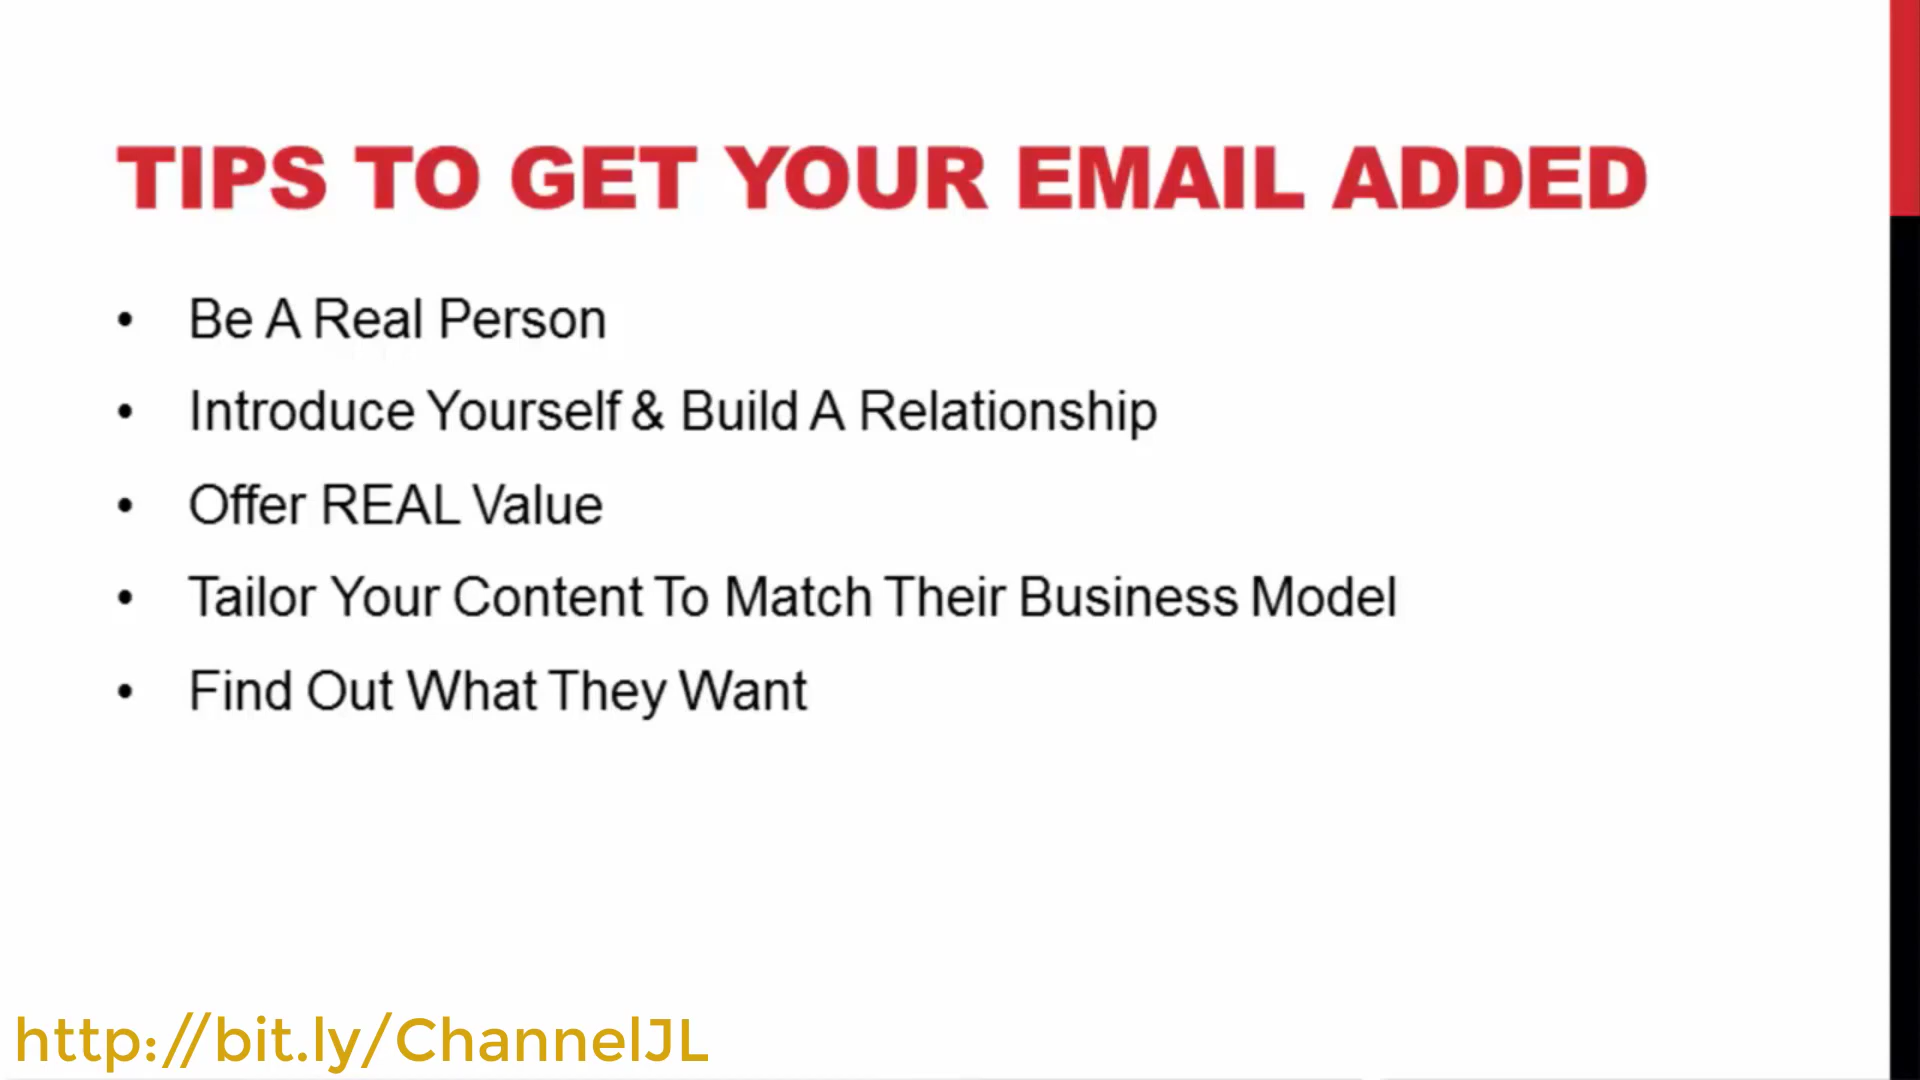 TIPS TO GET YOUR EMAIL ADDED
• Be A Real Person
• Introduce Yourself & Build A Relationship
• Offer REAL Value
• Tailor Your Content To Match Their Business Model
• Find Out What They Want
http://bit.ly/ChannelJL